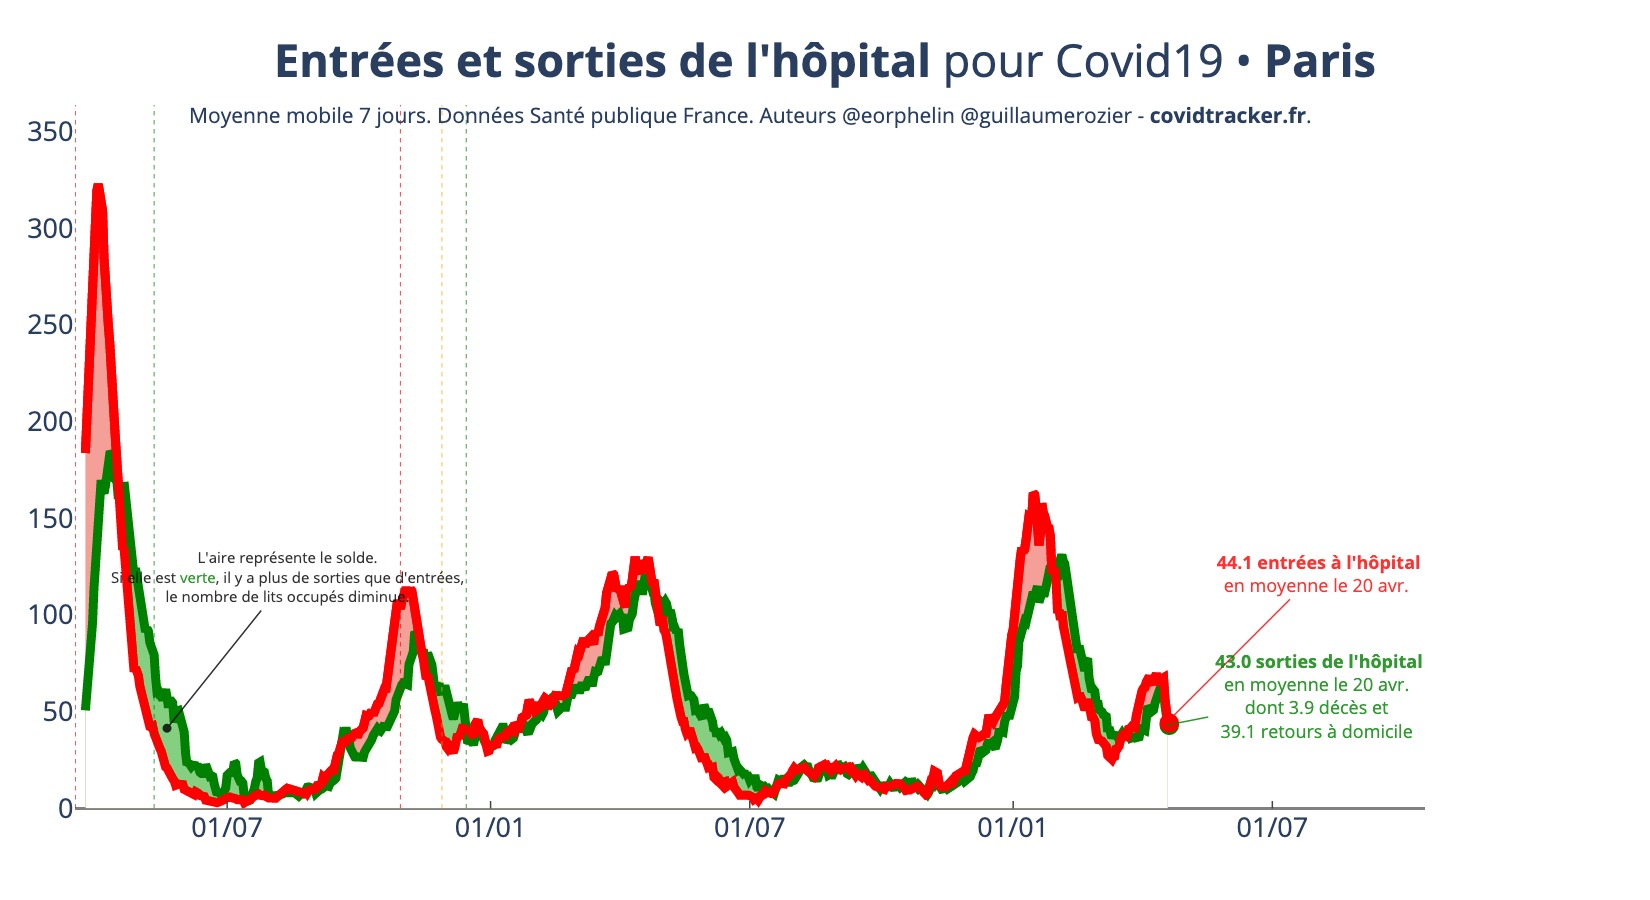 Entrées et sorties de l'hôpital pour Covid19 • Paris
Moyenne mobile 7 jours. Données Santé publique France. Auteurs @eorphelin @guillaumerozier - covidtracker.fr.
350
300
250
200
150
100
50
0
L'aire représente le solde.
Si elle est verte, il y a plus de sorties que d'entrées,
le nombre de lits occupés diminue.
44.1 entrées à l'hôpital
en moyenne le 20 avr.
43.0 sorties de l'hôpital
en moyenne le 20 avr.
dont 3.9 décès et
39.1 retours à domicile
01/07
01/01
01/07
01/01
01/07